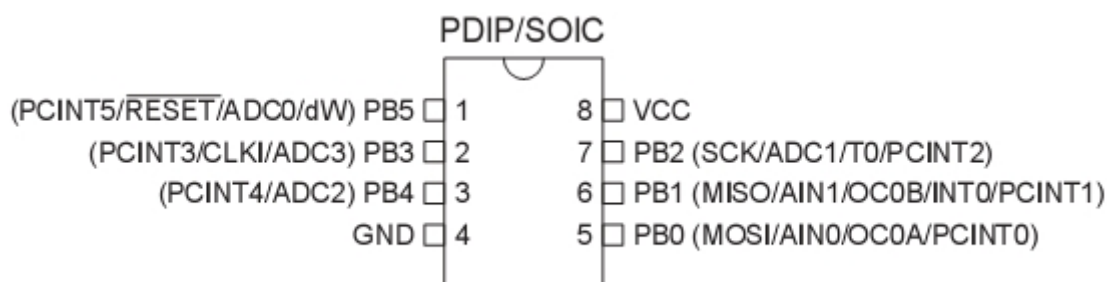 PDIP/SOIC
(PCINT5/RESET/ADC0/dW) PB5 1 8 VCC
(PCINT3/CLKI/ADC3) PB3 2 7 PB2 (SCK/ADC1/T0/PCINT2)
(PCINT4/ADC2) PB4 3 6 PB1 (MISO/AIN1/OC0B/INT0/PCINT1)
GND 4 5 PB0 (MOSI/AIN0/OC0A/PCINT0)